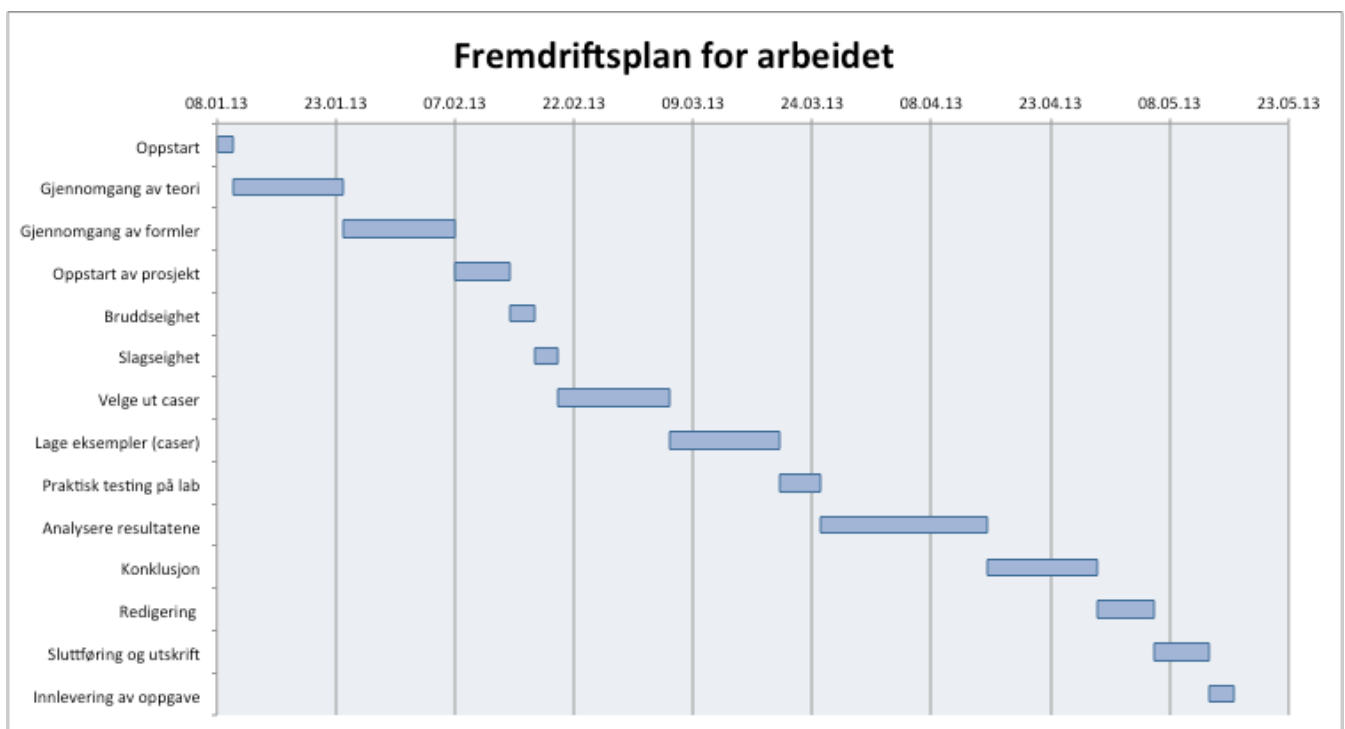 Fremdriftsplan for arbeidet
08.01.13 23.01.13 07.02.13 22.02.13 09.03.13 24.03.13 08.04.13 23.04.13 08.05.13 23.05.13
Oppstart
Gjennomgang av teori
Gjennomgang av formler
Oppstart av prosjekt
Bruddseighet
Slagseighet
Velge ut caser
Lage eksempler (caser)
Praktisk testing på lab
Analysere resultatene
Konklusjon
Redigering
Sluttføring og utskrift
Innlevering av oppgave